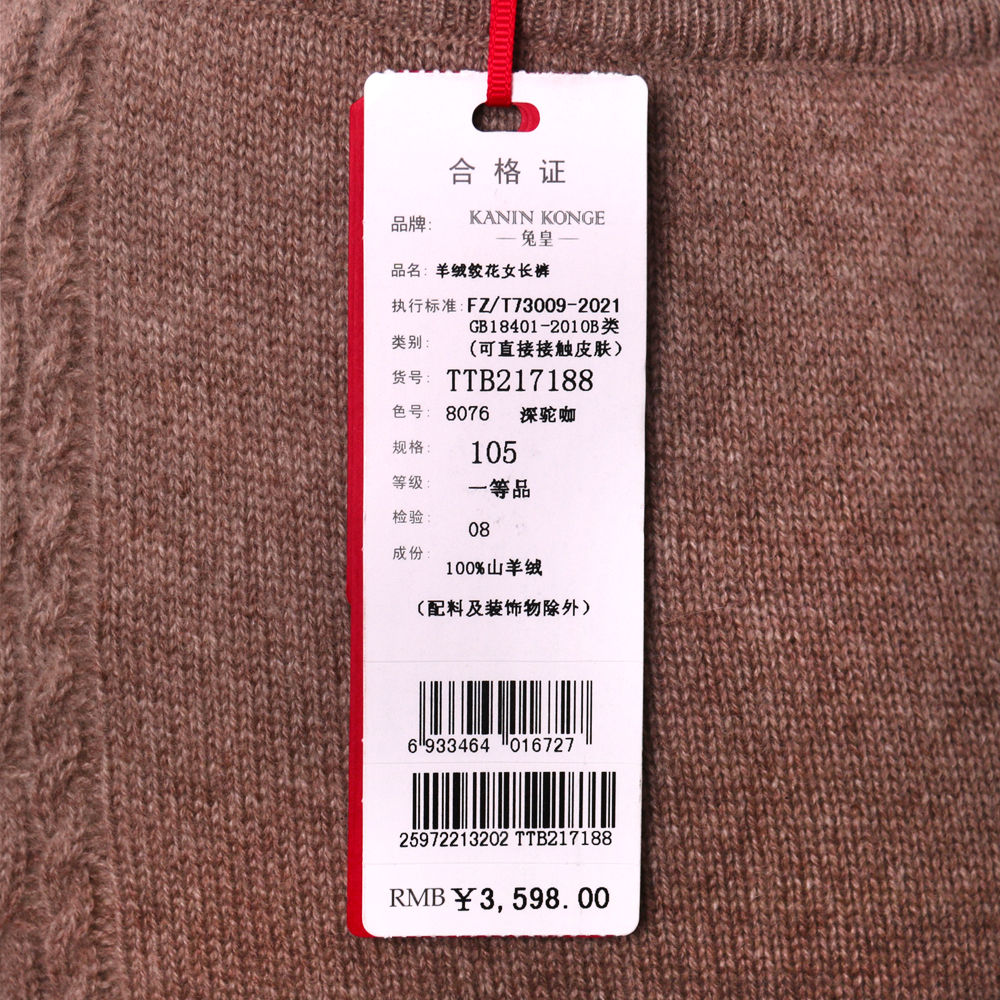 合格证
品牌: KANIN KONGE
兔皇
品名: 羊绒绞花女长裤
执行标准: FZ/T73009-2021
GB18401-2010B类
类别: (可直接接触皮肤)
货号: TTB217188
色号: 8076 深驼咖
规格: 105
等级: 一等品
检验: 08
成份: 100%山羊绒
(配料及装饰物除外)
6 933464 016727
25972213202 TTB217188
RMB ¥3,598.00